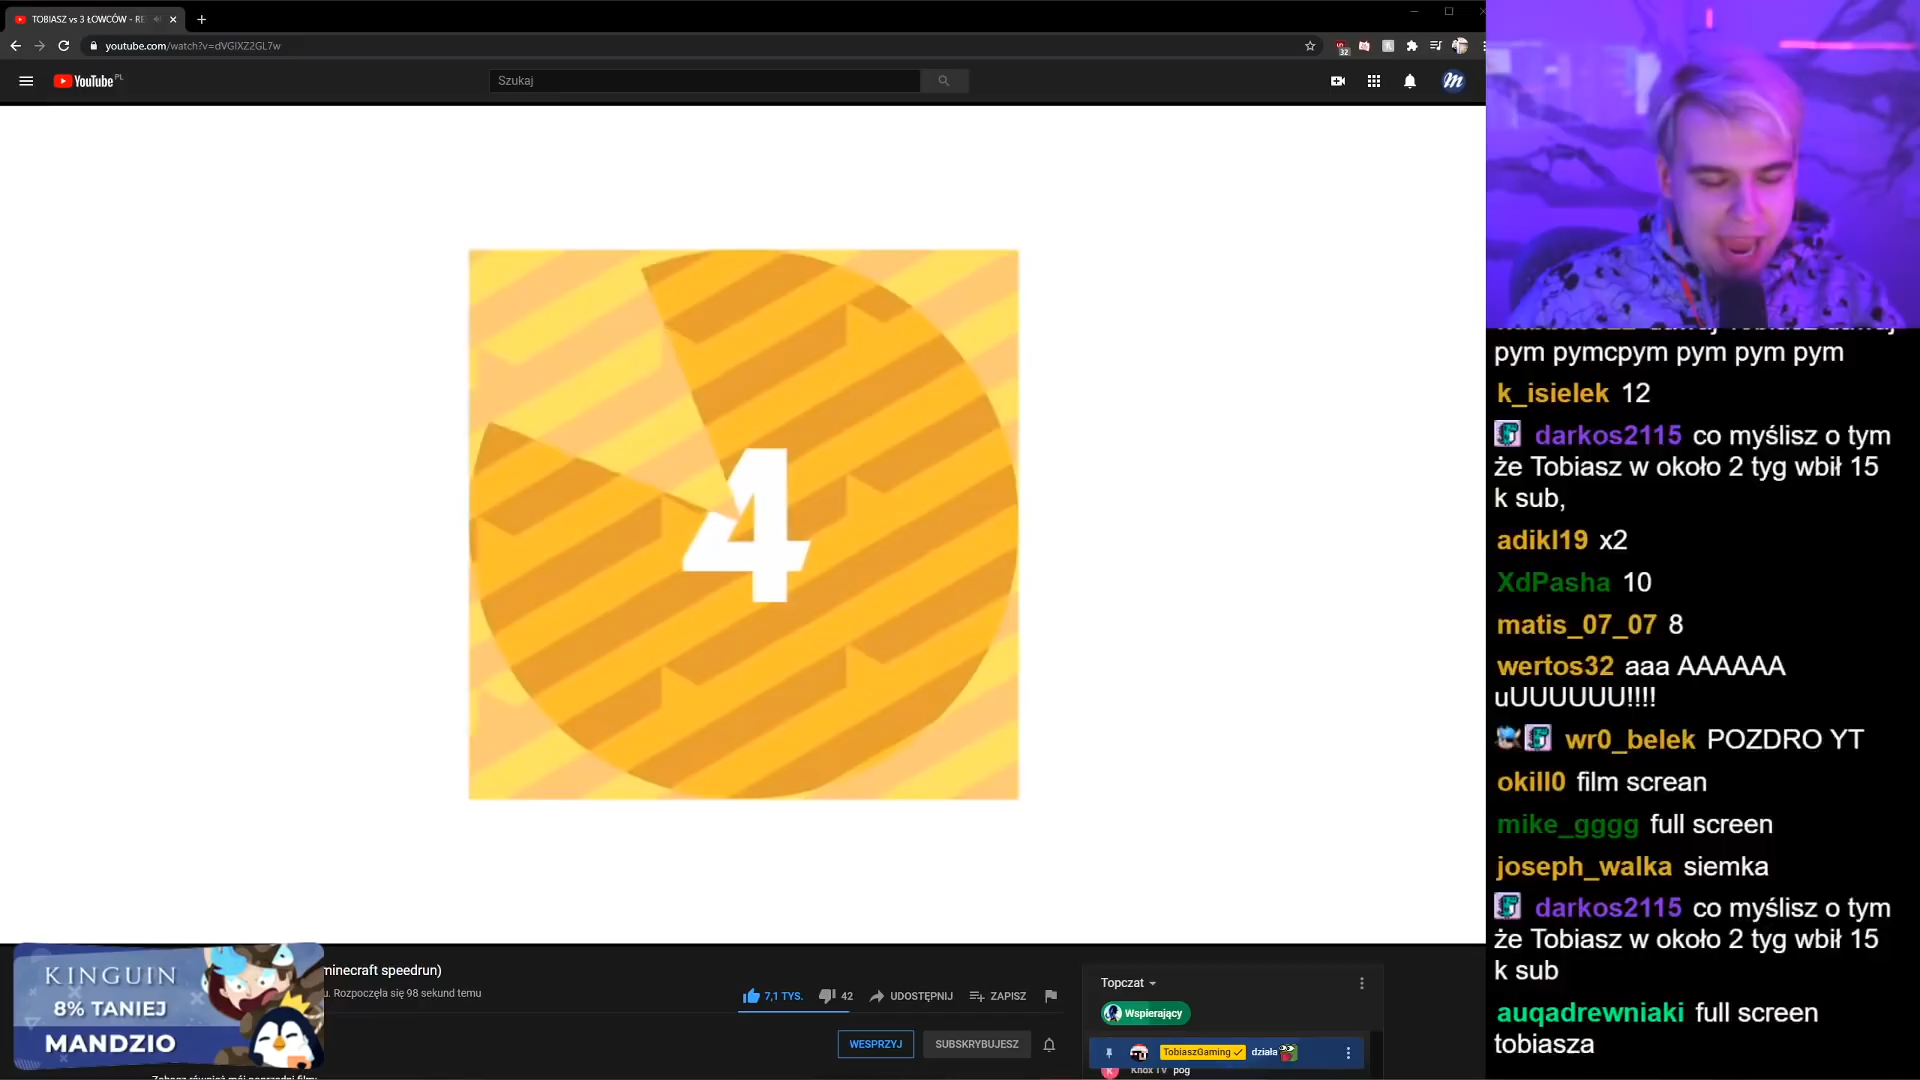 TOBIASZ vs 3 ŁOWCÓW - RE
youtube.com/watch?v=dVGIXZ2GL7w
32
YouTube PL
Szukaj
4
pym pymcpym pym pym pym
k_isielek 12
darkos2115 co myślisz o tym
że Tobiasz w około 2 tyg wbił 15
k sub,
adikl19 x2
XdPasha 10
matis_07_07 8
wertos32 aaa AAAAAA
uUUUUUU!!!!
wr0_belek POZDRO YT
okill0 film screan
mike_gggg full screen
joseph_walka siemka
darkos2115 co myślisz o tym
że Tobiasz w około 2 tyg wbił 15
k sub
auqadrewniaki full screen
tobiasza
KINGUIN
8% TANIEJ
MANDZIO
minecraft speedrun)
Rozpoczęła się 98 sekund temu
7,1 TYS. 42 UDOSTĘPNIJ ZAPISZ
WESPRZYJ SUBSKRYBUJESZ
Topczat
Wspierający
TobiaszGaming działa
Knox TV pog